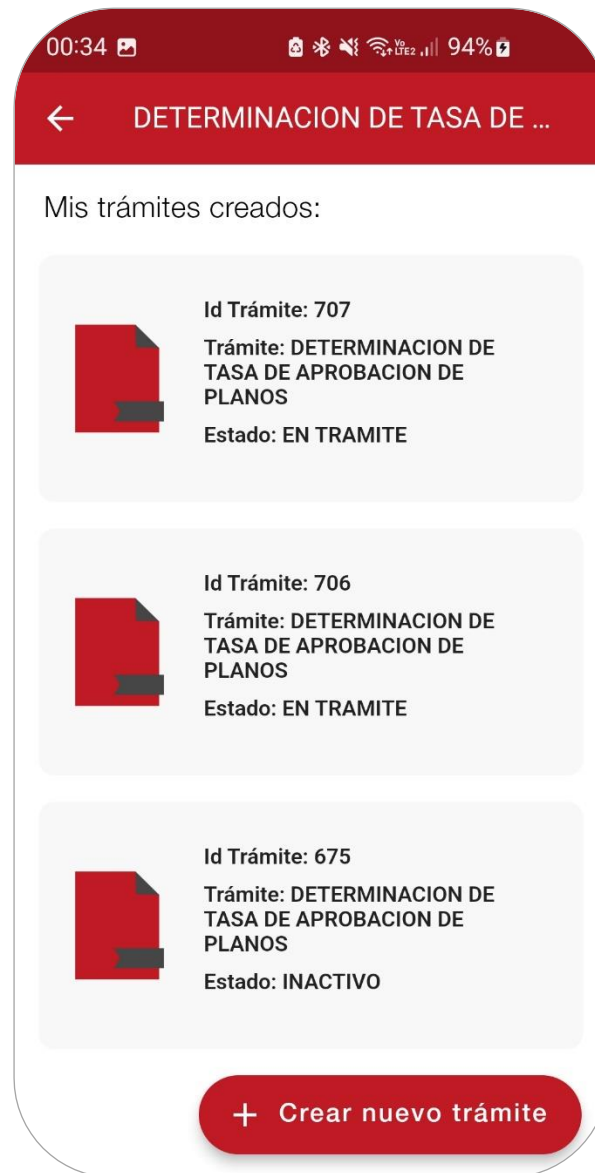 00:34 94%
DETERMINACION DE TASA DE ...
Mis trámites creados:
Id Trámite: 707
Trámite: DETERMINACION DE
TASA DE APROBACION DE
PLANOS
Estado: EN TRAMITE
Id Trámite: 706
Trámite: DETERMINACION DE
TASA DE APROBACION DE
PLANOS
Estado: EN TRAMITE
Id Trámite: 675
Trámite: DETERMINACION DE
TASA DE APROBACION DE
PLANOS
Estado: INACTIVO
+ Crear nuevo trámite